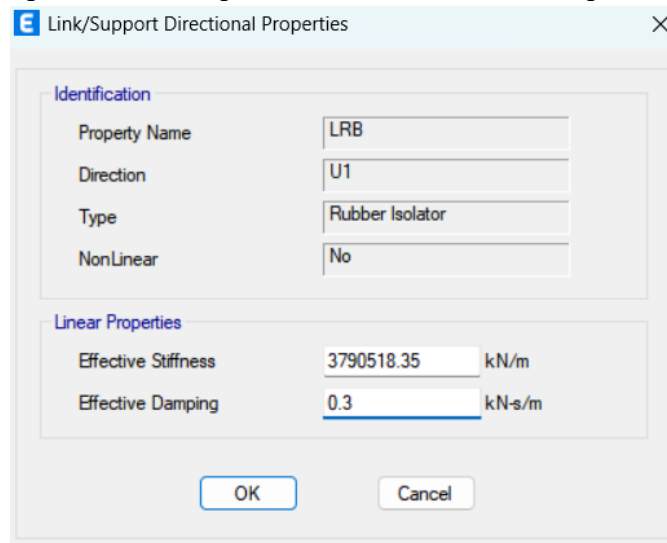 E Link/Support Directional Properties
Identification
Property Name LRB
Direction U1
Type Rubber Isolator
NonLinear No
Linear Properties
Effective Stiffness 3790518.35 kN/m
Effective Damping 0.3 kN-s/m
OK Cancel